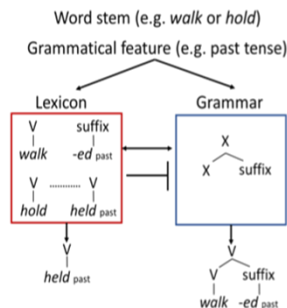 Word stem (e.g. walk or hold)
Grammatical feature (e.g. past tense)
Lexicon Grammar
V suffix
walk -ed past
V ............ V
hold held past
X
X suffix
V
held past
V
V suffix
walk -ed past